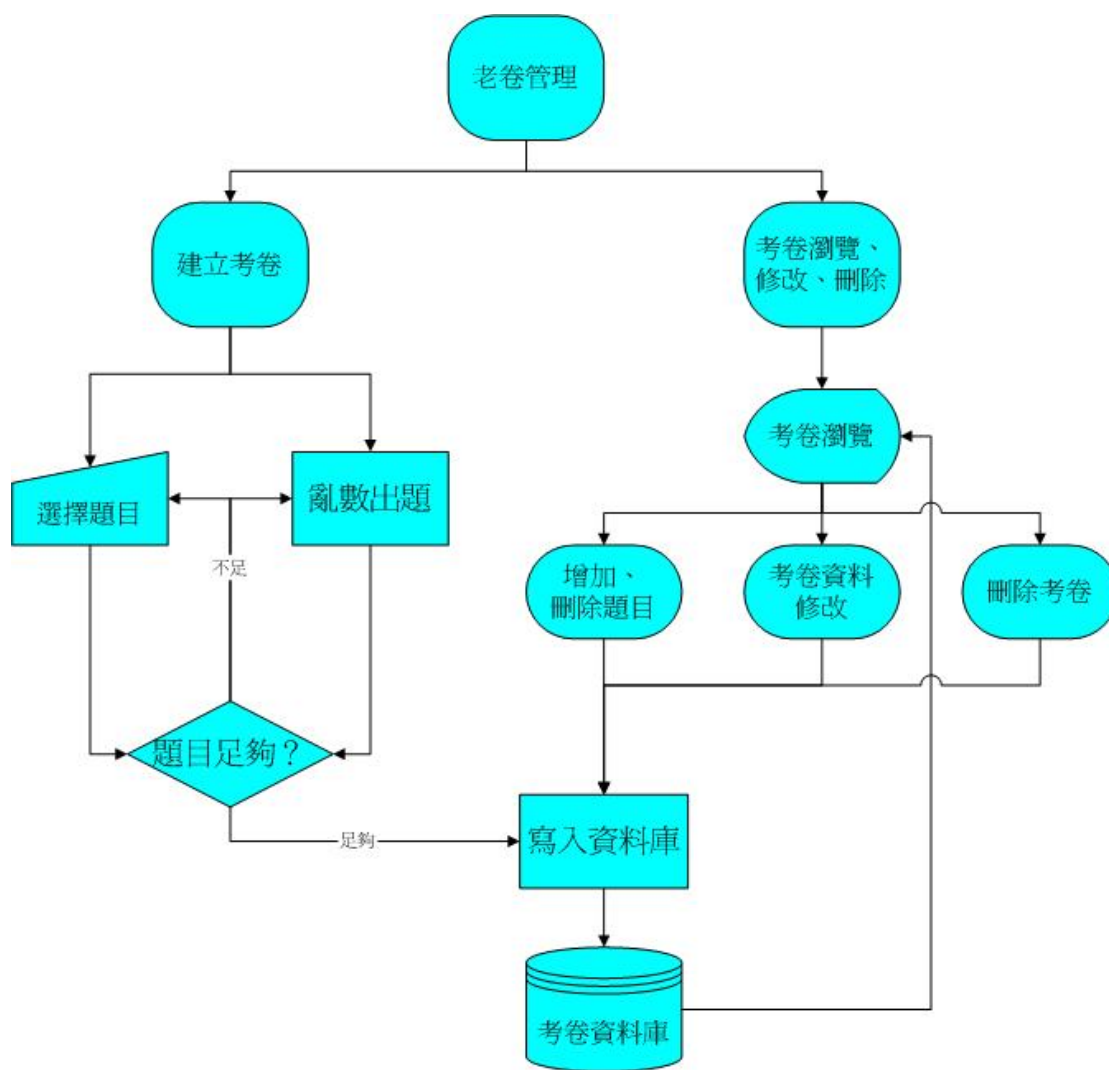 老卷管理
建立考卷
考卷瀏覽、
修改、刪除
考卷瀏覽
選擇題目
亂數出題
不足
增加、
刪除題目
考卷資料
修改
刪除考卷
題目足夠？
足夠
寫入資料庫
考卷資料庫